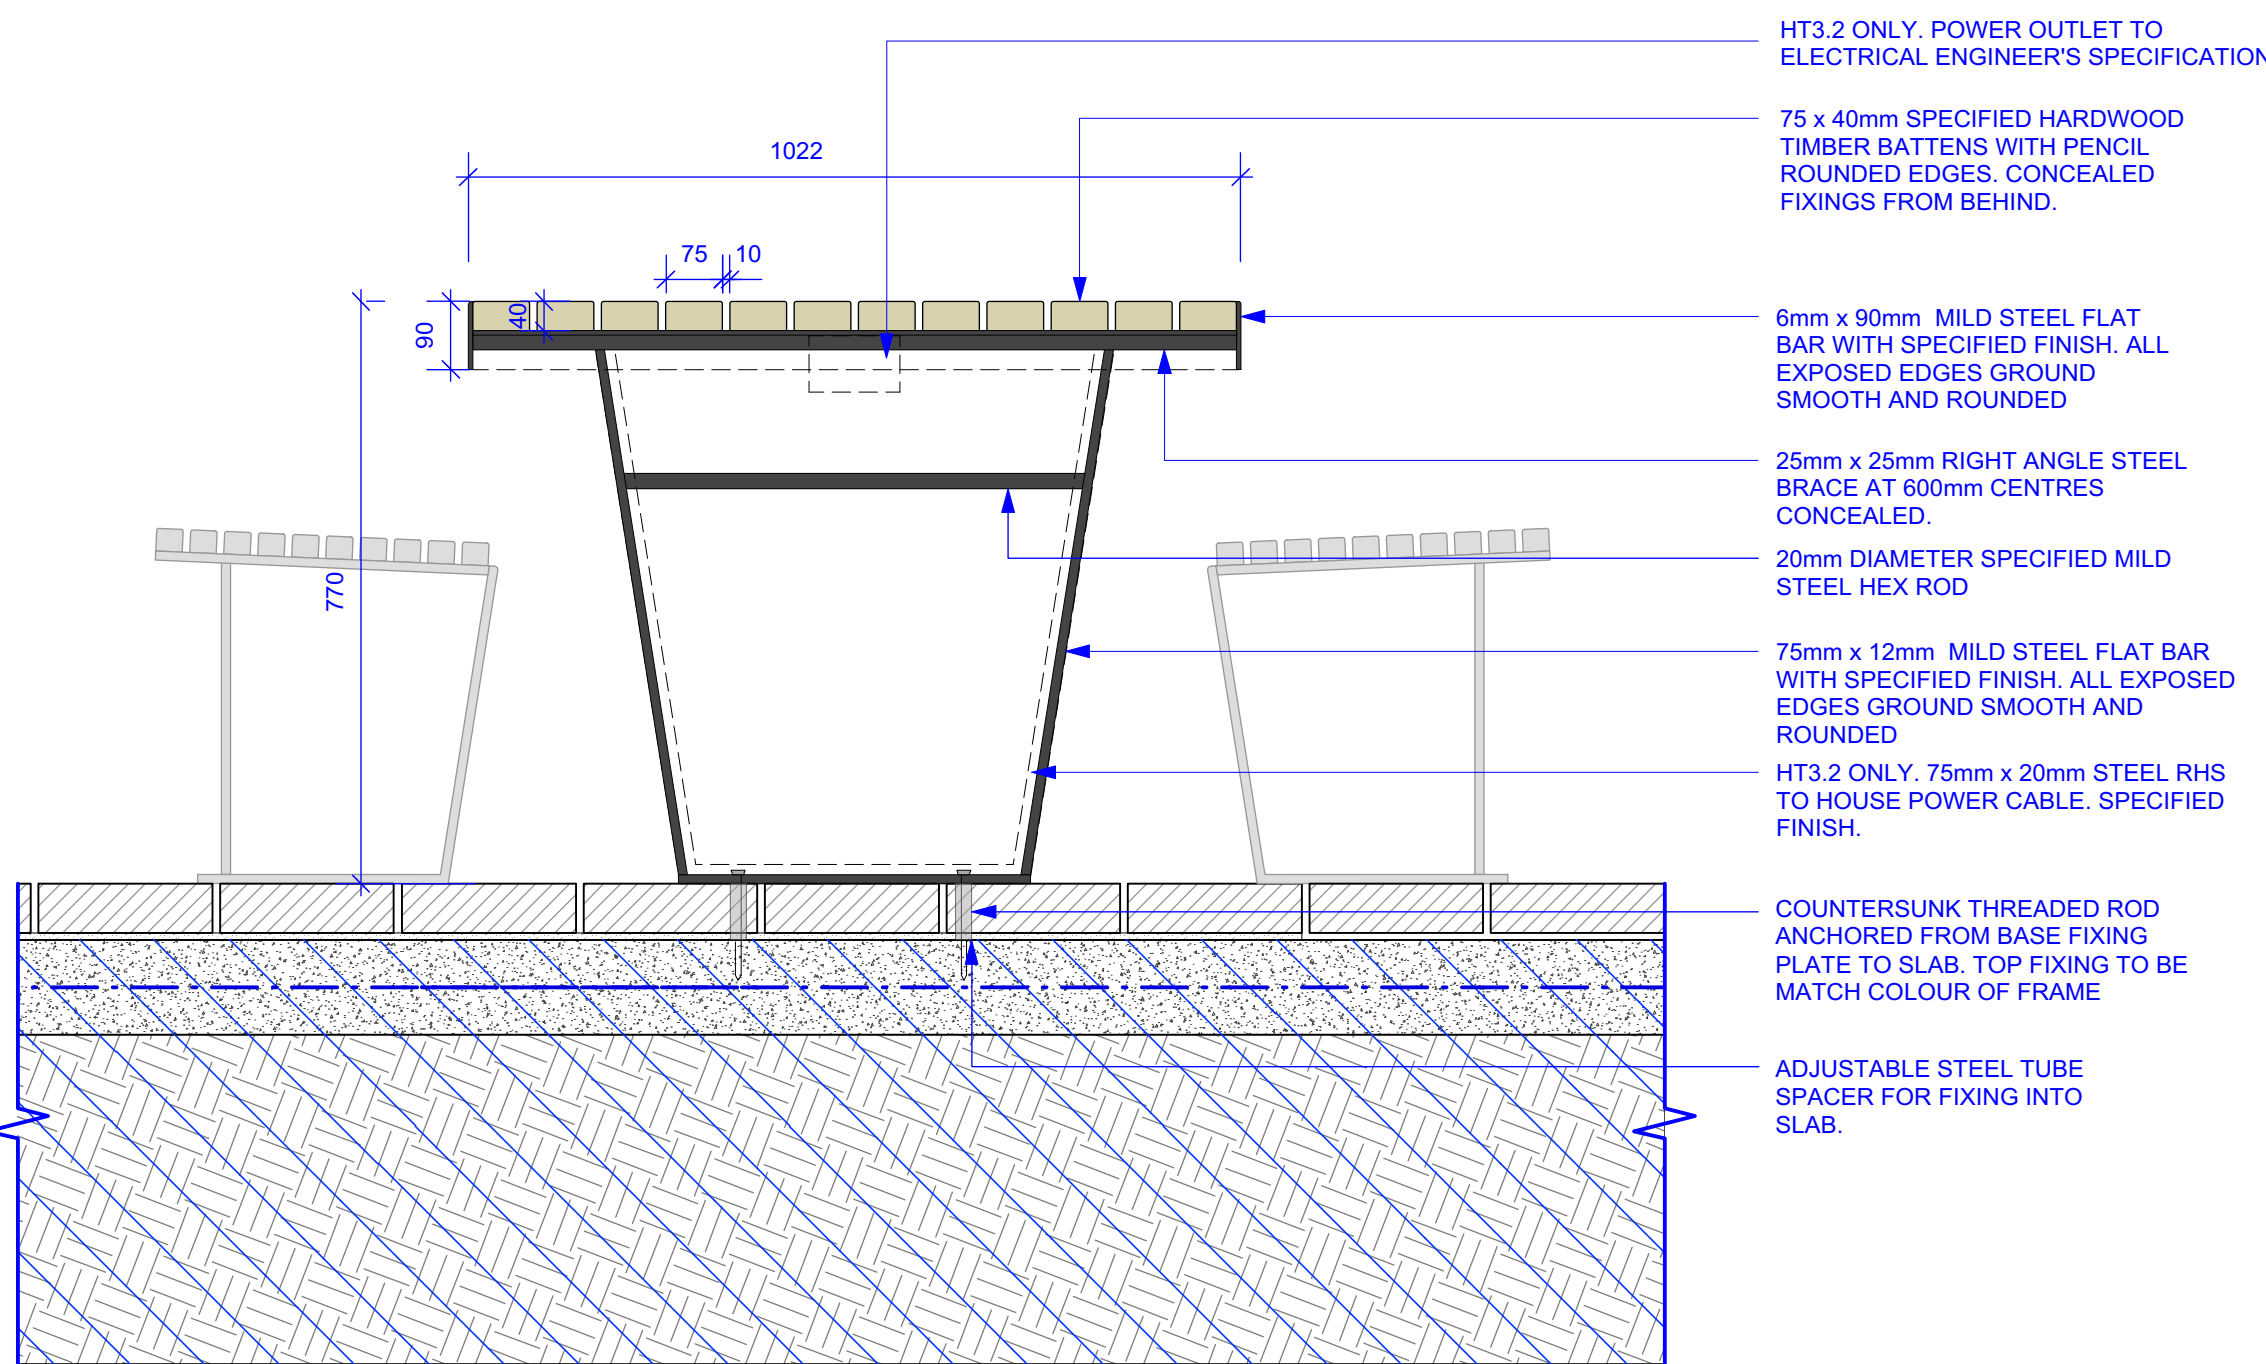 HT3.2 ONLY. POWER OUTLET TO
ELECTRICAL ENGINEER'S SPECIFICATION
75 x 40mm SPECIFIED HARDWOOD
TIMBER BATTENS WITH PENCIL
ROUNDED EDGES. CONCEALED
FIXINGS FROM BEHIND.
1022
75
10
90
40
770
6mm x 90mm  MILD STEEL FLAT
BAR WITH SPECIFIED FINISH. ALL
EXPOSED EDGES GROUND
SMOOTH AND ROUNDED
25mm x 25mm RIGHT ANGLE STEEL
BRACE AT 600mm CENTRES
CONCEALED.
20mm DIAMETER SPECIFIED MILD
STEEL HEX ROD
75mm x 12mm  MILD STEEL FLAT BAR
WITH SPECIFIED FINISH. ALL EXPOSED
EDGES GROUND SMOOTH AND
ROUNDED
HT3.2 ONLY. 75mm x 20mm STEEL RHS
TO HOUSE POWER CABLE. SPECIFIED
FINISH.
COUNTERSUNK THREADED ROD
ANCHORED FROM BASE FIXING
PLATE TO SLAB. TOP FIXING TO BE
MATCH COLOUR OF FRAME
ADJUSTABLE STEEL TUBE
SPACER FOR FIXING INTO
SLAB.